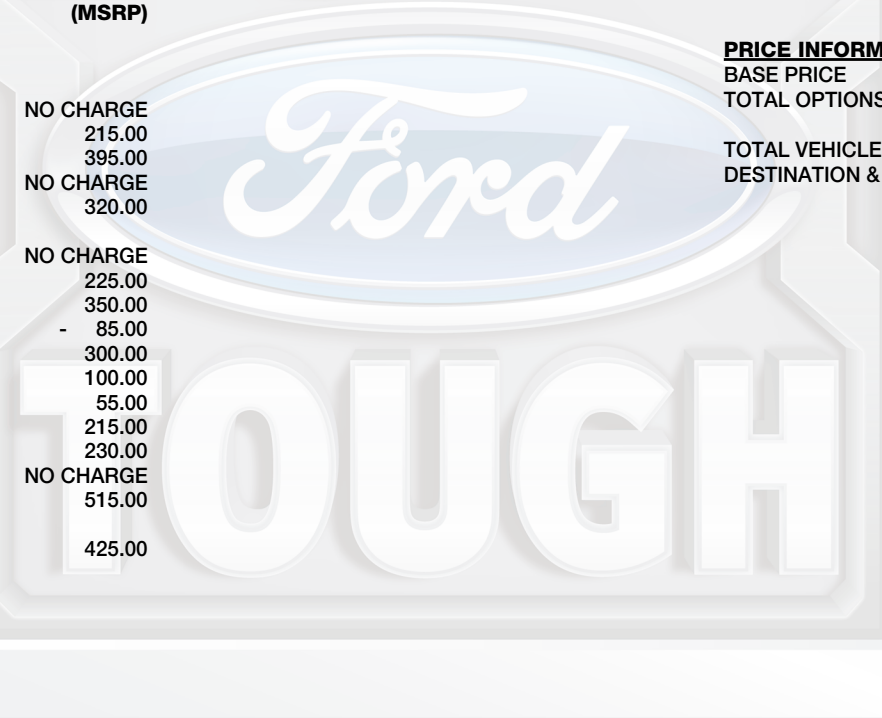 (MSRP)
NO CHARGE
215.00
395.00
NO CHARGE
320.00
NO CHARGE
225.00
350.00
- 85.00
300.00
100.00
55.00
215.00
230.00
NO CHARGE
515.00
425.00
PRICE INFORM
BASE PRICE
TOTAL OPTIONS
TOTAL VEHICLE
DESTINATION &
Ford
TOUGH